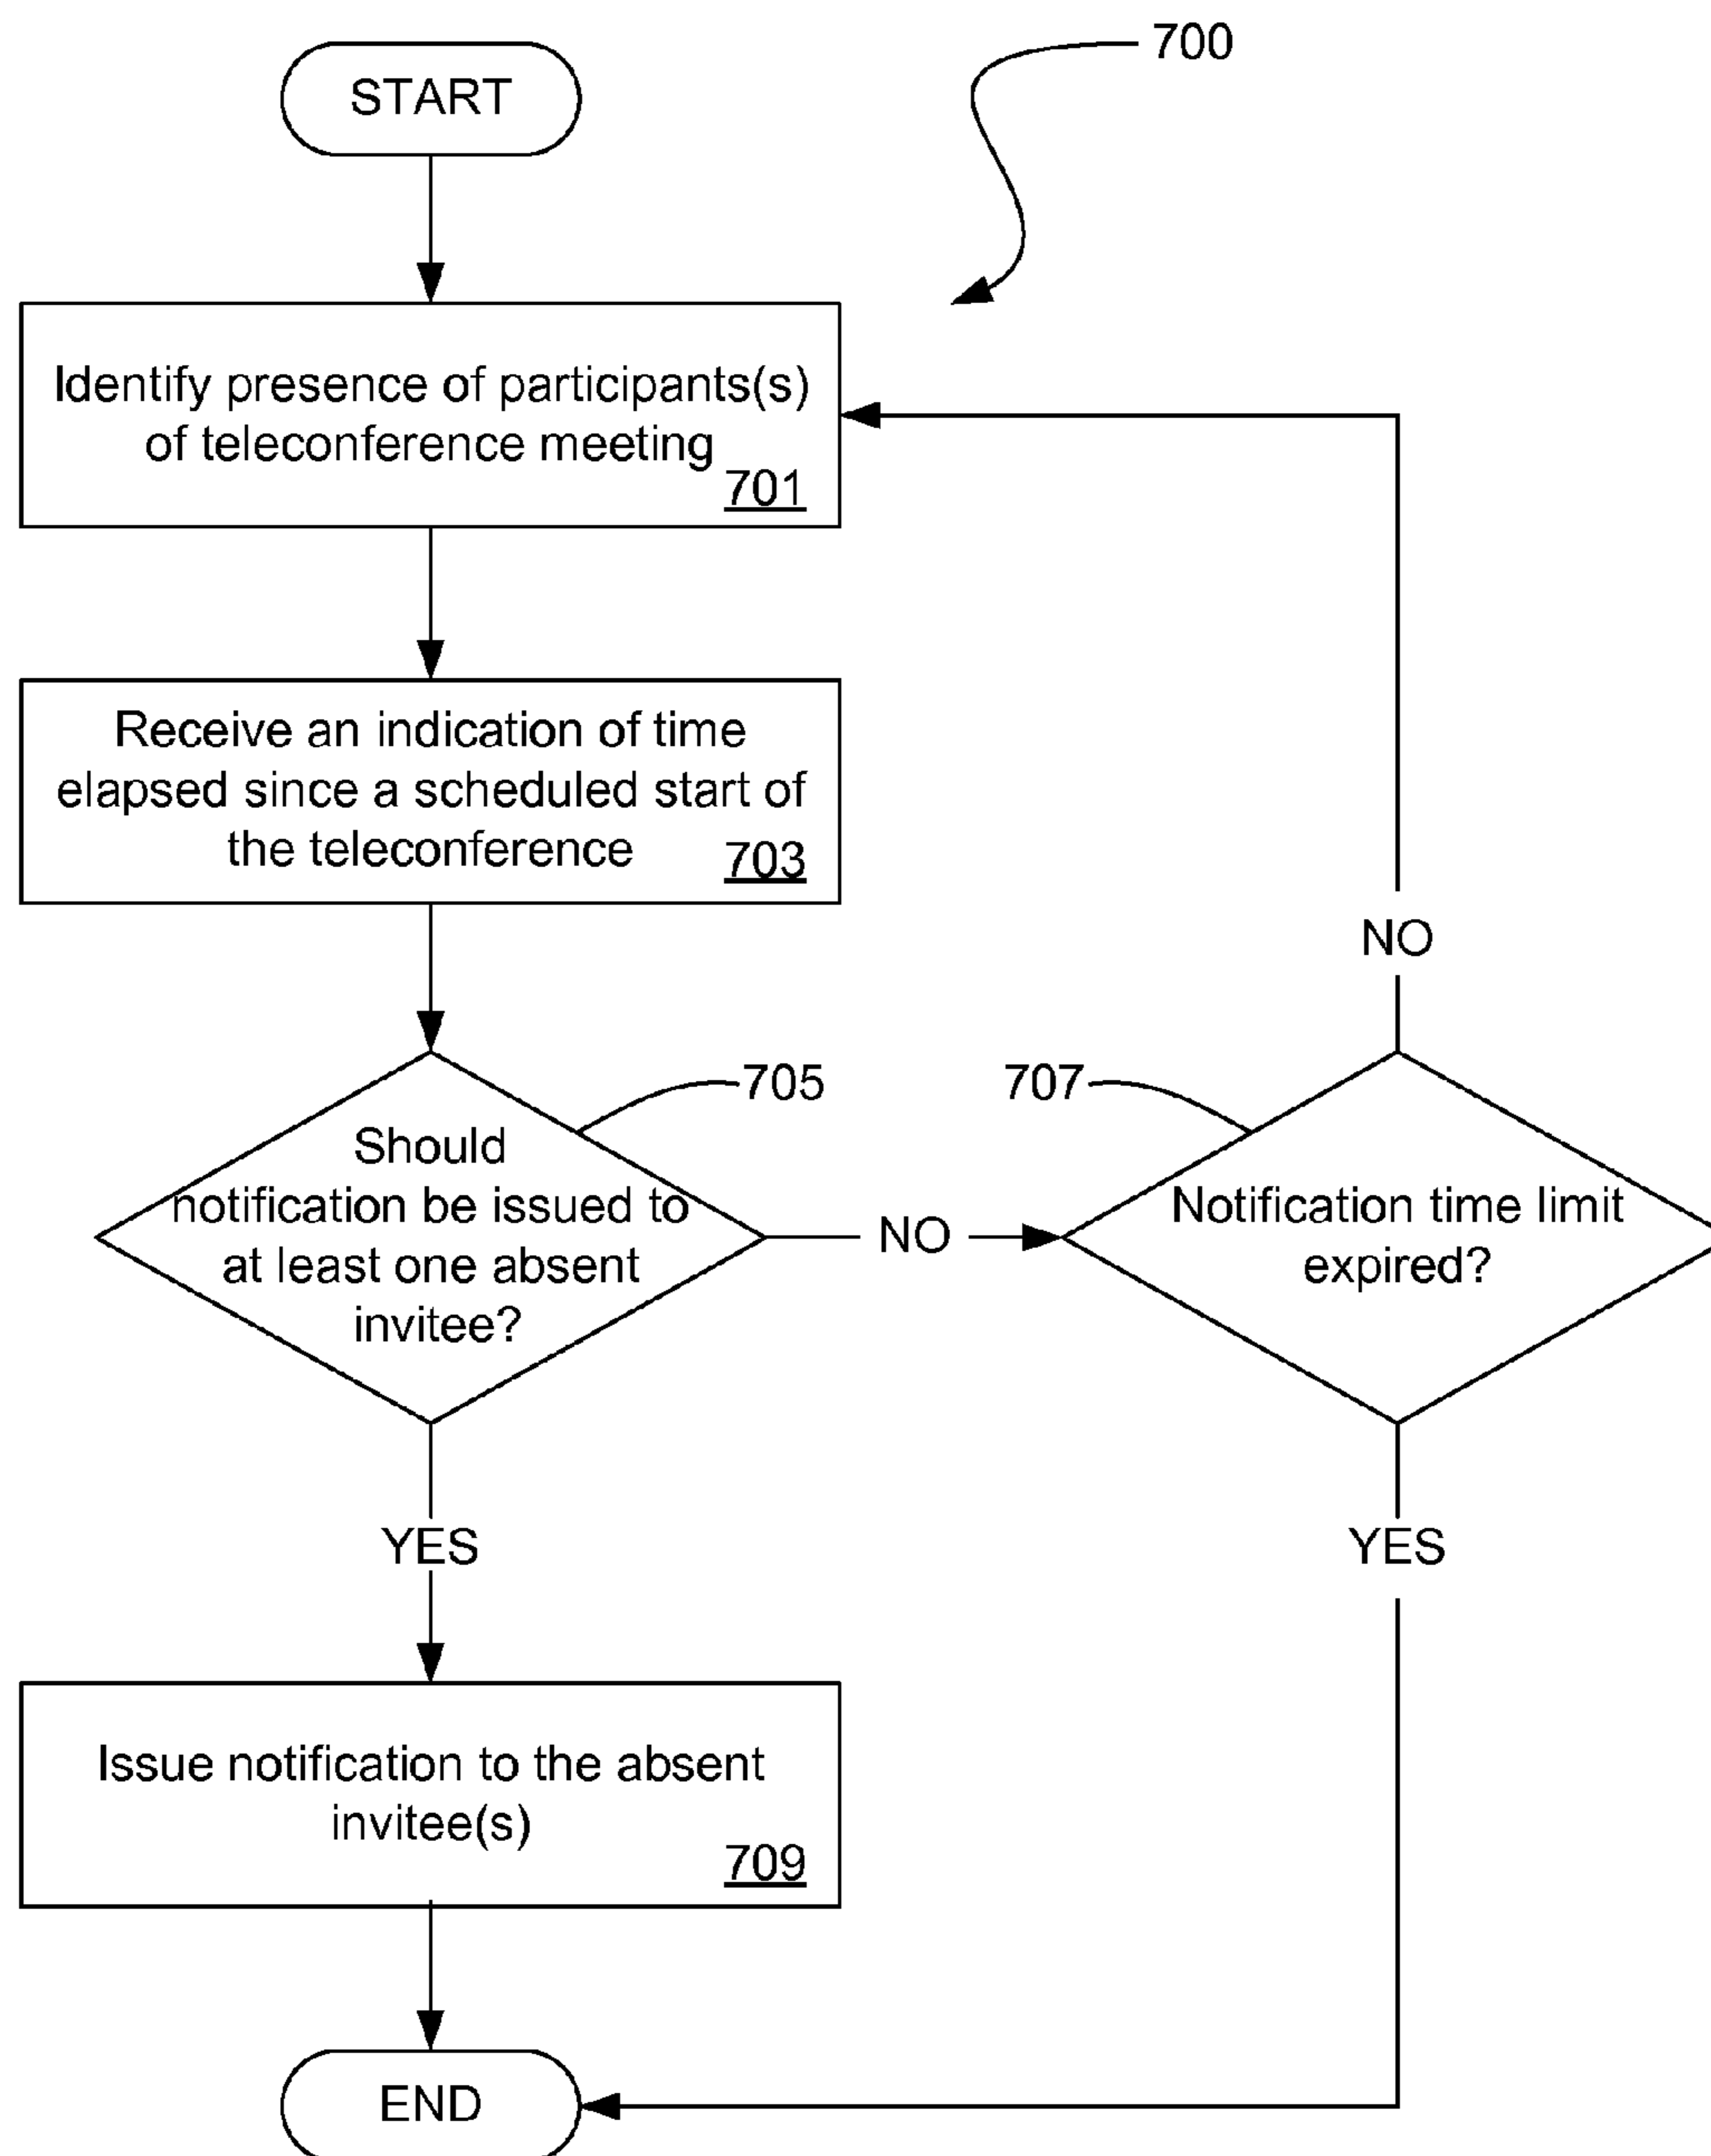 700
START
Identify presence of participants(s)
of teleconference meeting
701
Receive an indication of time
elapsed since a scheduled start of
the teleconference
703
NO
705
707
Should
notification be issued to
at least one absent
invitee?
NO
Notification time limit
expired?
YES
YES
Issue notification to the absent
invitee(s)
709
END